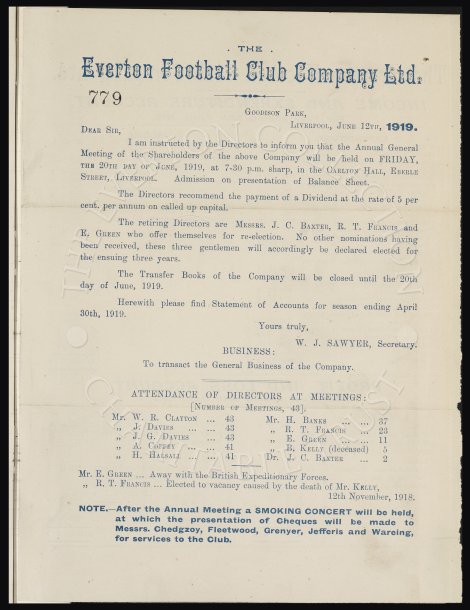 . THE .
Everton Football Club Company Ltd.
779
GOODISON PARK,
LIVERPOOL, JUNE 12TH, 1919.
DEAR SIR,
I am instructed by the Directors to inform you that the Annual General
Meeting of the Shareholders of the above Company will be held on FRIDAY,
THE 20TH DAY OF JUNE, 1919, at 7-30 p.m. sharp, in the CARLTON HALL, EBERLE
STREET, LIVERPOOL. Admission on presentation of Balance Sheet.
The Directors recommend the payment of a Dividend at the rate of 5 per
cent. per annum on called up capital.
The retiring Directors are MESSRS. J. C. BAXTER, R. T. FRANCIS and
E. GREEN who offer themselves for re-election. No other nominations having
been received, these three gentlemen will accordingly be declared elected for
the ensuing three years.
The Transfer Books of the Company will be closed until the 20th
day of June, 1919.
Herewith please find Statement of Accounts for season ending April
30th, 1919.
Yours truly,
W. J. SAWYER, Secretary.
BUSINESS:
To transact the General Business of the Company.
ATTENDANCE OF DIRECTORS AT MEETINGS:
[NUMBER OF MEETINGS, 43].
Mr. W. R. CLAYTON ... 43 Mr. H. BANKS ... ... 37
„ J. DAVIES ... 43 „ R. T. FRANCIS ... 23
„ J. G. DAVIES ... 43 „ E. GREEN ... ... 11
„ A. COFFEY ... ... 41 „ B. KELLY (deceased) 5
„ H. HALSALL ... ... 41 Dr. J. C. BAXTER ... 2
Mr. E. GREEN ... Away with the British Expeditionary Forces.
„ R. T. FRANCIS ... Elected to vacancy caused by the death of MR. KELLY,
12th November, 1918.
NOTE.—After the Annual Meeting a SMOKING CONCERT will be held,
at which the presentation of Cheques will be made to
Messrs. Chedgzoy, Fleetwood, Grenyer, Jefferis and Wareing,
for services to the Club.